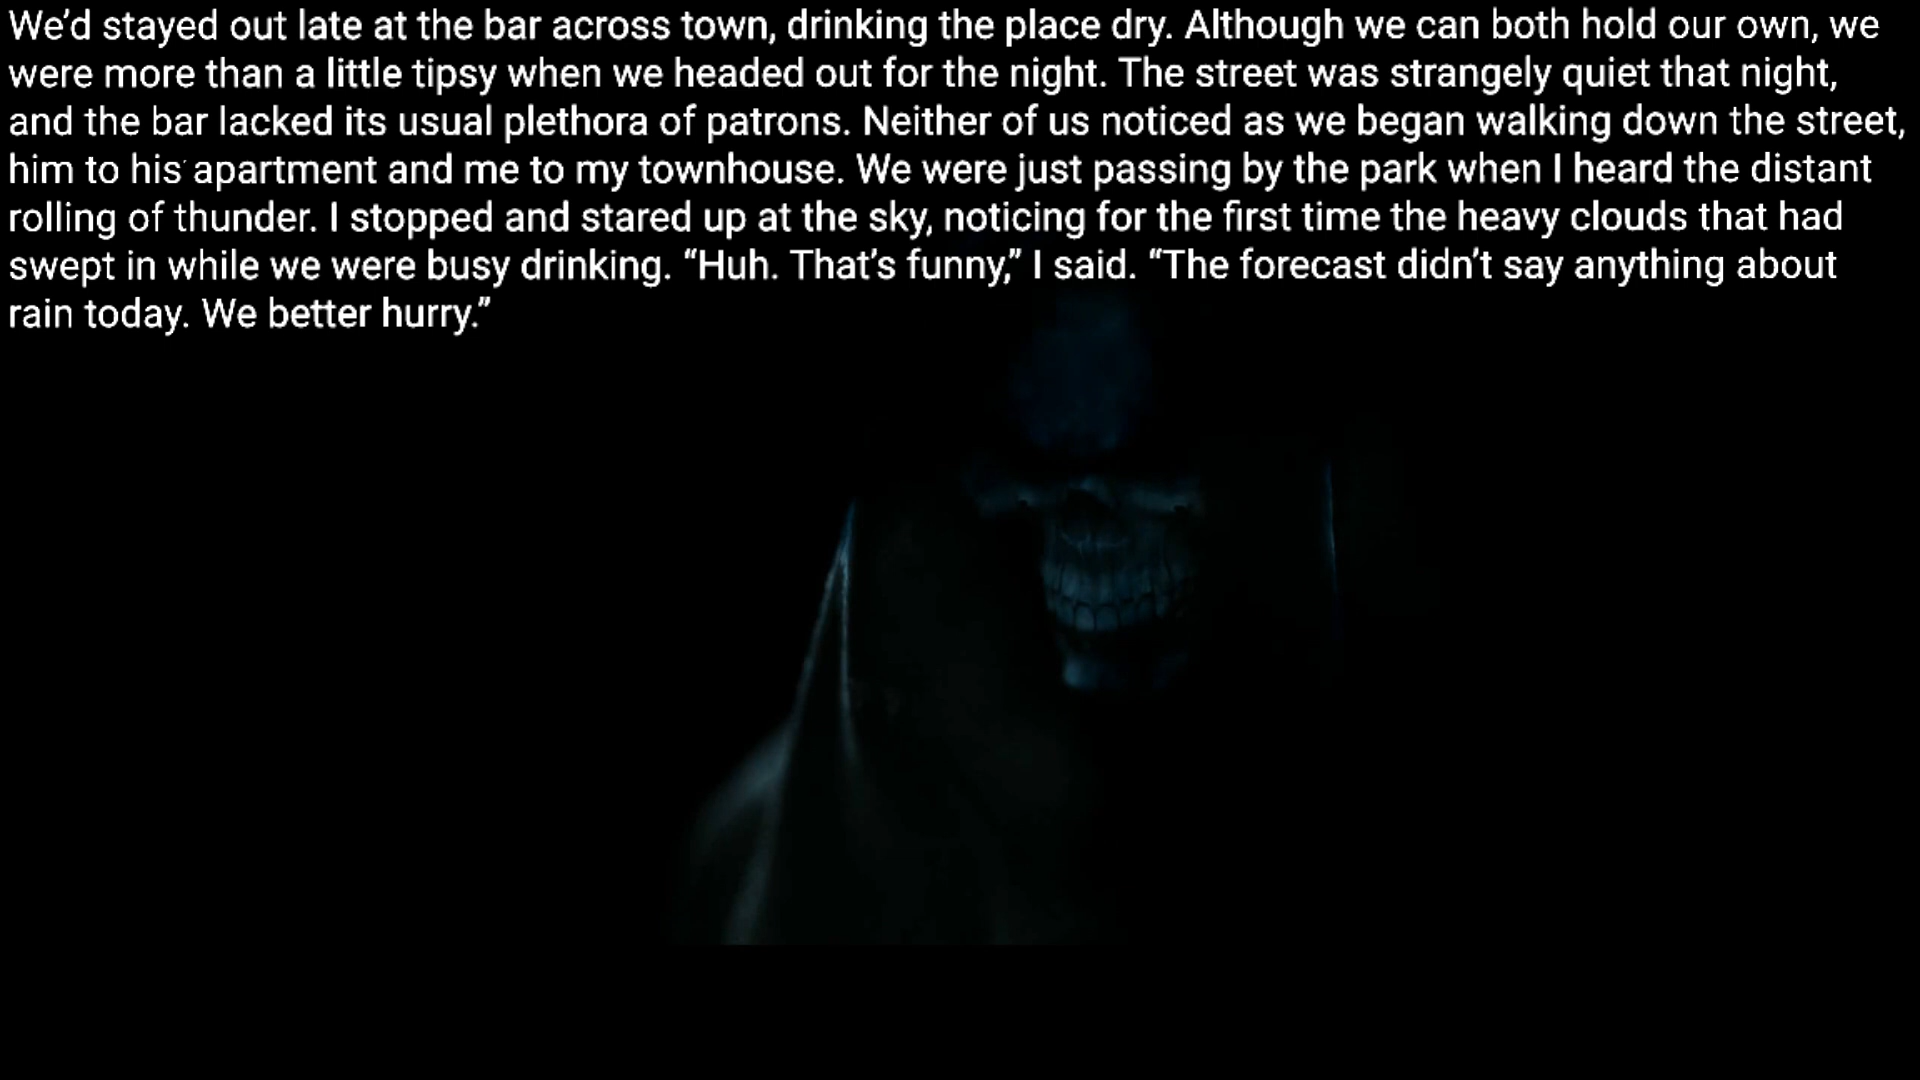 We’d stayed out late at the bar across town, drinking the place dry. Although we can both hold our own, we
were more than a little tipsy when we headed out for the night. The street was strangely quiet that night,
and the bar lacked its usual plethora of patrons. Neither of us noticed as we began walking down the street,
him to his apartment and me to my townhouse. We were just passing by the park when I heard the distant
rolling of thunder. I stopped and stared up at the sky, noticing for the first time the heavy clouds that had
swept in while we were busy drinking. “Huh. That’s funny,” I said. “The forecast didn’t say anything about
rain today. We better hurry.”